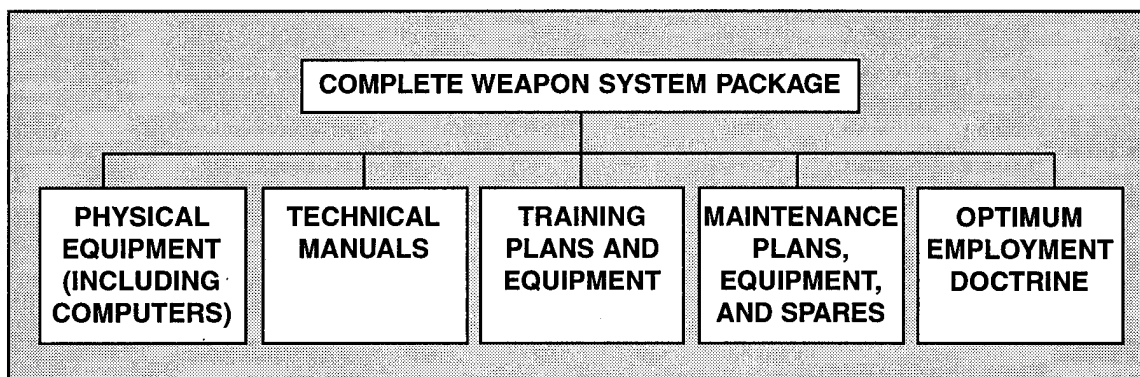 COMPLETE WEAPON SYSTEM PACKAGE
PHYSICAL
EQUIPMENT
(INCLUDING
COMPUTERS)
TECHNICAL
MANUALS
TRAINING
PLANS AND
EQUIPMENT
MAINTENANCE
PLANS,
EQUIPMENT,
AND SPARES
OPTIMUM
EMPLOYMENT
DOCTRINE